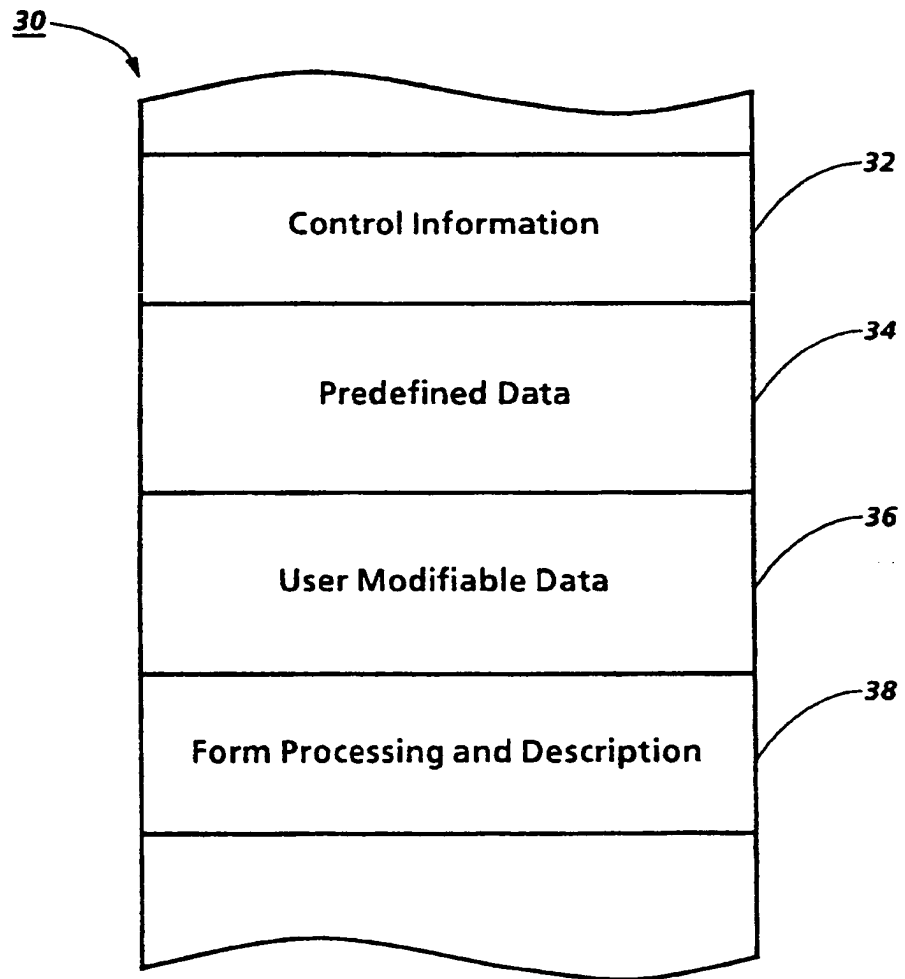 30
32
Control Information
34
Predefined Data
36
User Modifiable Data
38
Form Processing and Description